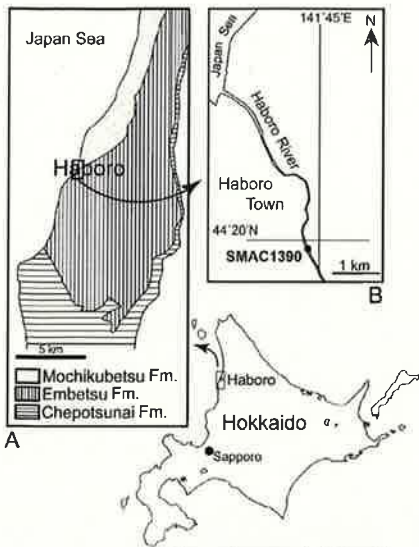 Japan Sea
Haboro
5 km
Mochikubetsu Fm.
Embetsu Fm.
Chepotsunai Fm.
A
141°45'E
N
Japan Sea
Haboro River
Haboro
Town
44°20'N
SMAC1390
1 km
B
Haboro
Hokkaido
Sapporo